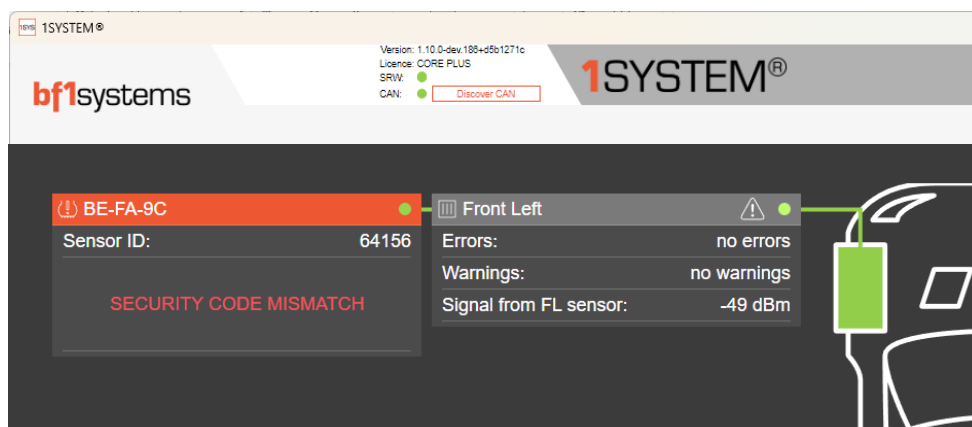 1SYS 1SYSTEM®
Version: 1.10.0-dev.186+d5b1271c
Licence: CORE PLUS
SRW:
CAN: Discover CAN
bf1systems
1SYSTEM®
BE-FA-9C
Front Left
Sensor ID: 64156
Errors: no errors
Warnings: no warnings
SECURITY CODE MISMATCH
Signal from FL sensor: -49 dBm